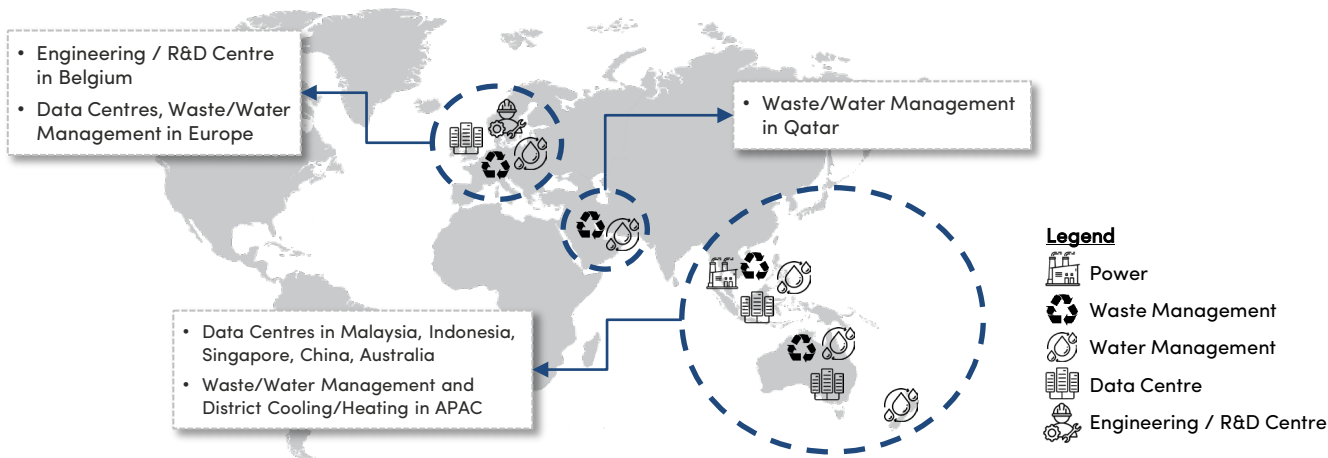 • Engineering / R&D Centre
in Belgium
• Data Centres, Waste/Water
Management in Europe
• Waste/Water Management
in Qatar
• Data Centres in Malaysia, Indonesia,
Singapore, China, Australia
• Waste/Water Management and
District Cooling/Heating in APAC
Legend
Power
Waste Management
Water Management
Data Centre
Engineering / R&D Centre